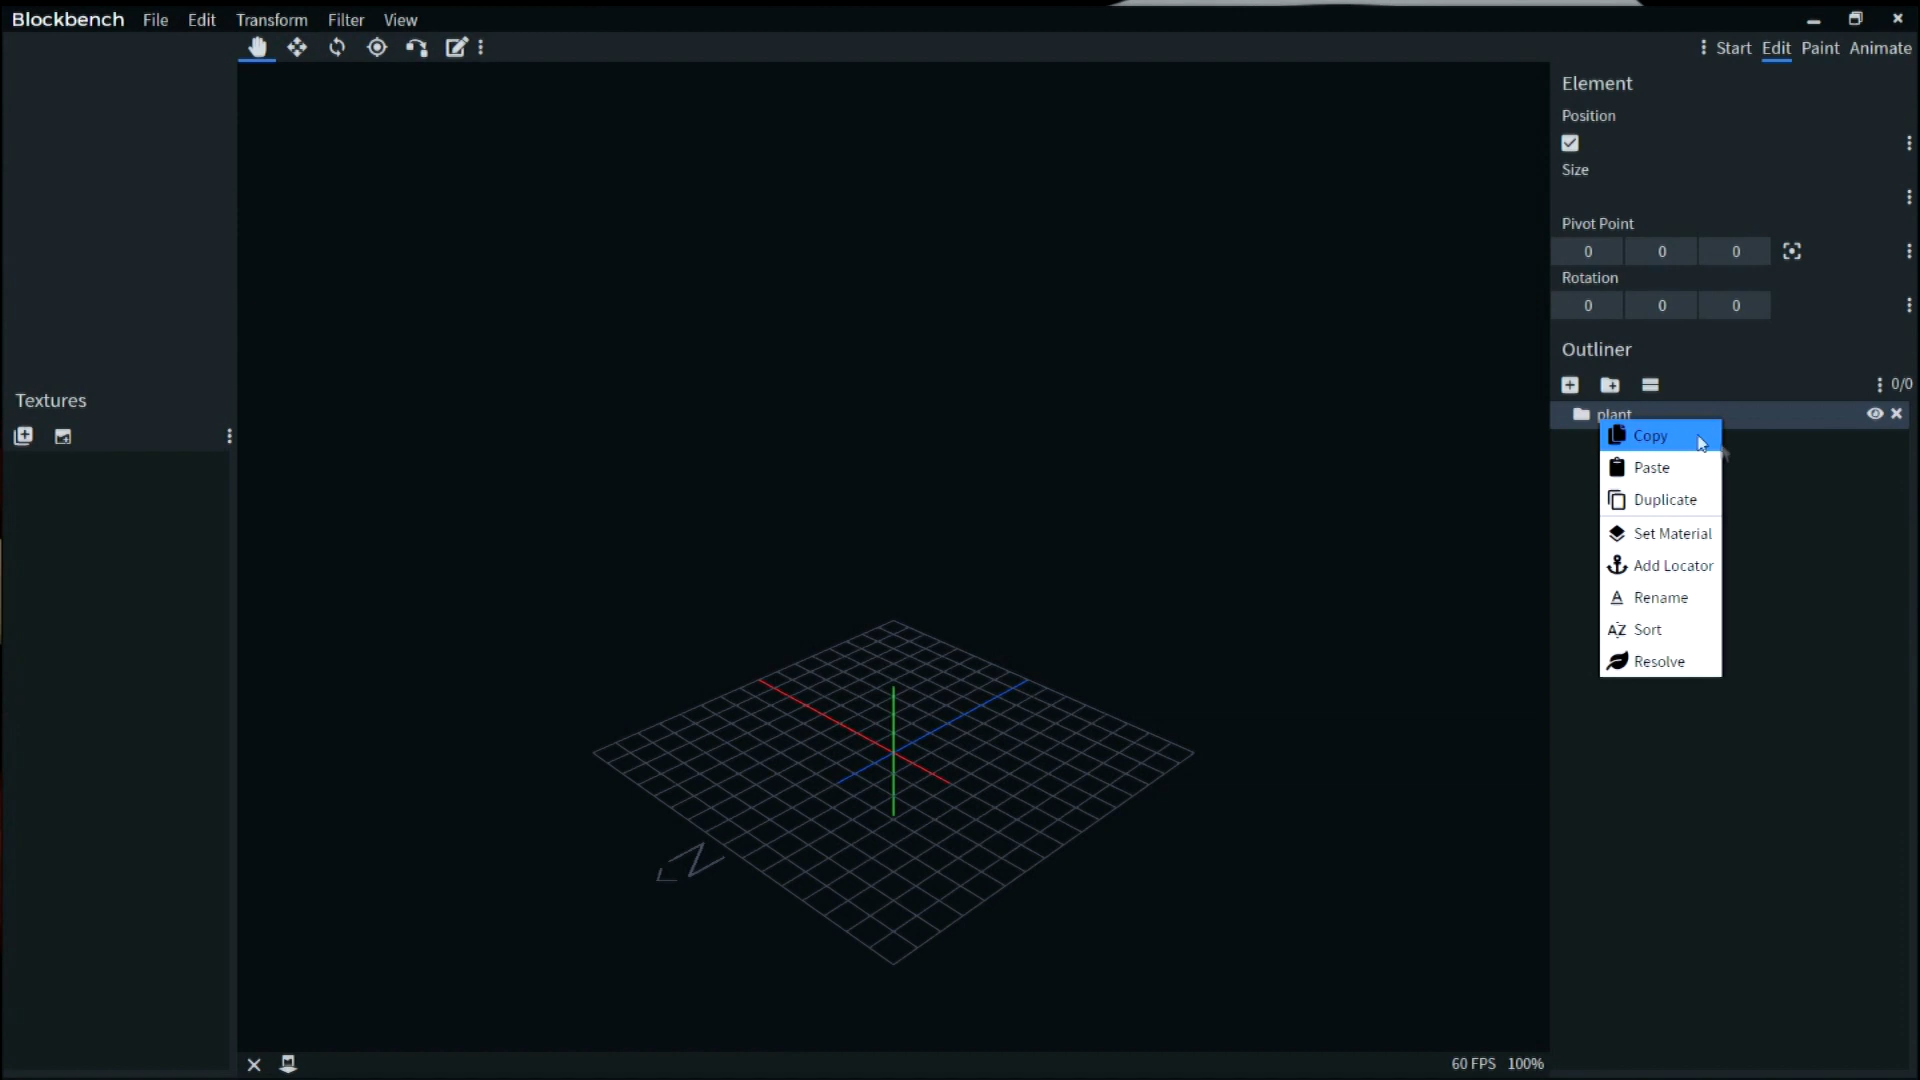 Blockbench File Edit Transform Filter View
Start Edit Paint Animate
Element
Position
Size
Pivot Point
0 0 0
Rotation
0 0 0
Outliner
0/0
plant
Copy
Paste
Duplicate
Set Material
Add Locator
Rename
AZ Sort
Resolve
Textures
N
60 FPS 100%